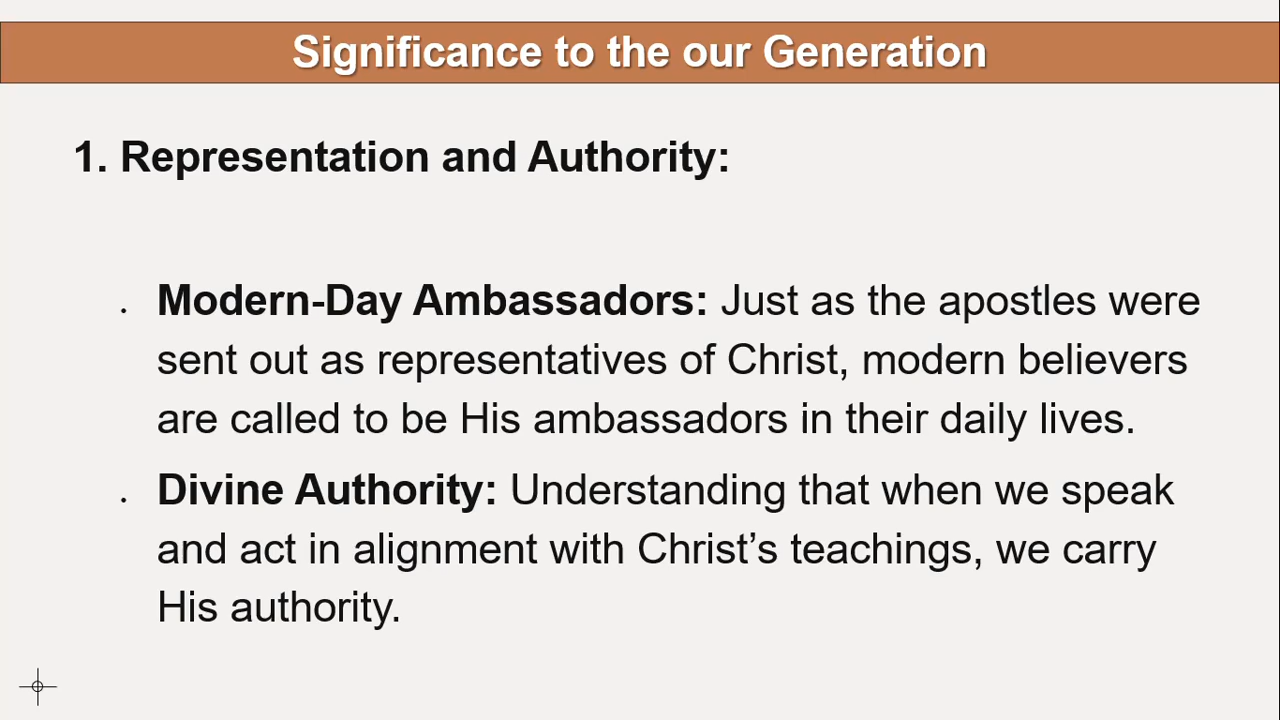 Significance to the our Generation
1. Representation and Authority:
. Modern-Day Ambassadors: Just as the apostles were
sent out as representatives of Christ, modern believers
are called to be His ambassadors in their daily lives.
. Divine Authority: Understanding that when we speak
and act in alignment with Christ’s teachings, we carry
His authority.